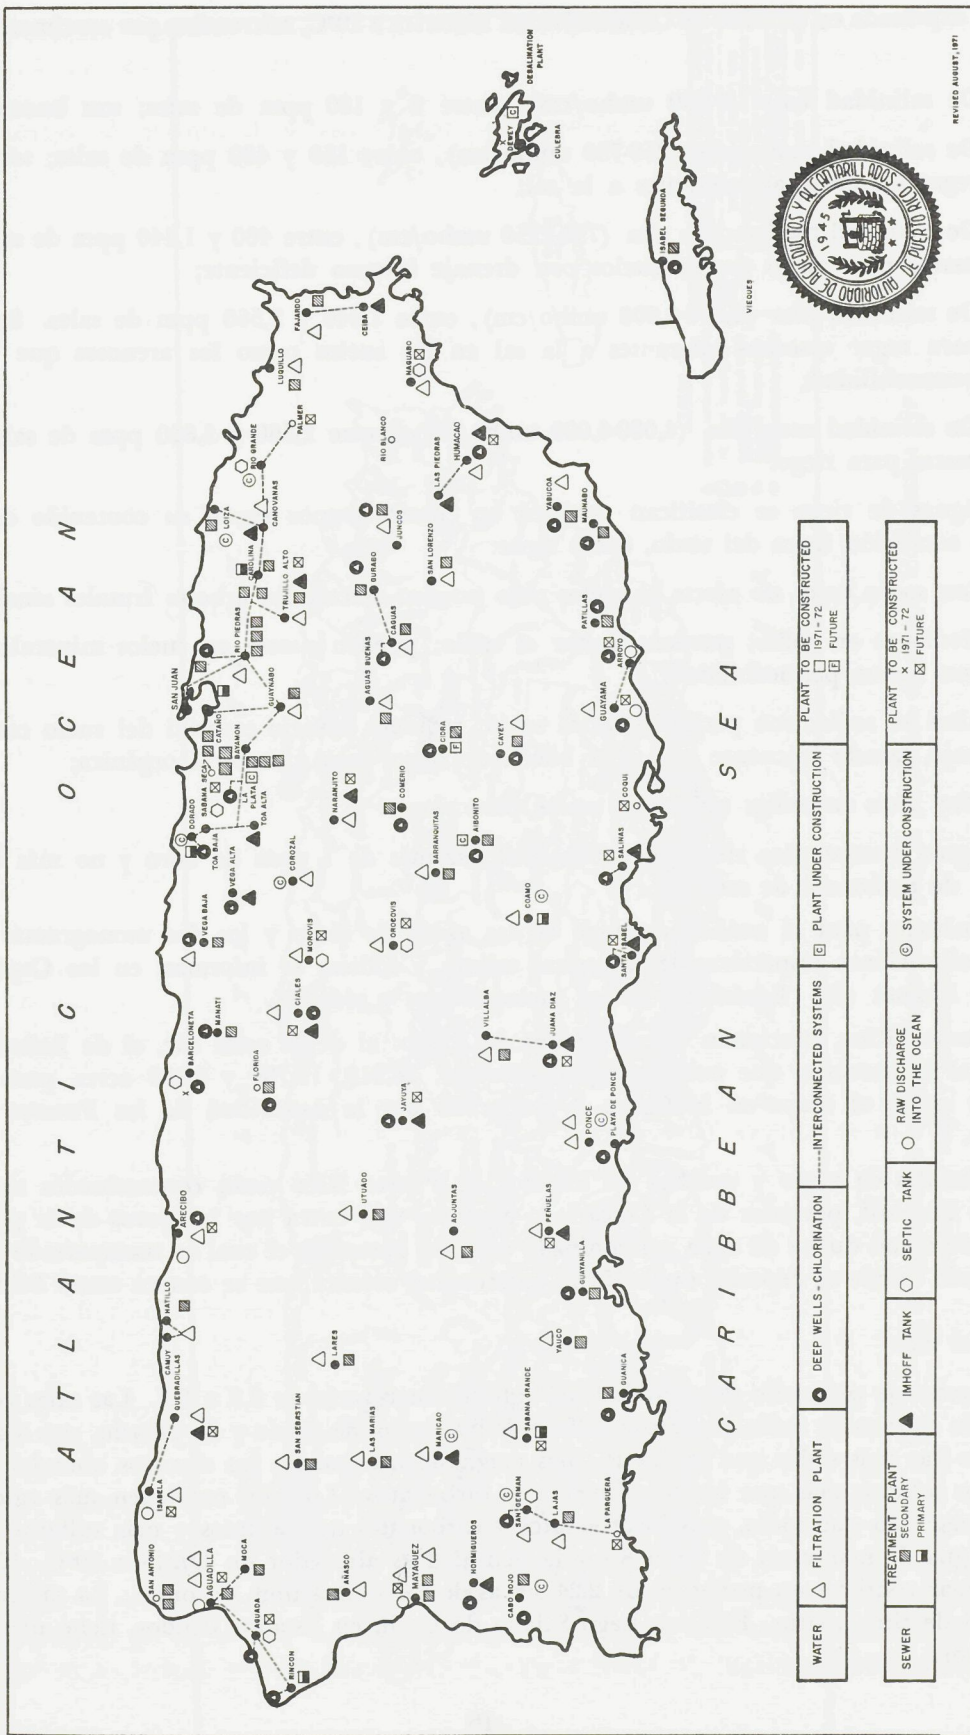 ATLANTIC OCEAN
CARIBBEAN SEA
SAN ANTONIO
AGUADILLA
MOCA
AGUADA
RINCON
ISABELA
QUEBRADILLAS
CAMUY
HATILLO
ARECIBO
SAN SEBASTIAN
LARES
LAS MARIAS
AÑASCO
MAYAGUEZ
MARICAO
HORMIGUEROS
CABO ROJO
SAN GERMAN
LAJAS
LA PARGUERA
SABANA GRANDE
GUANICA
YAUCO
GUAYANILLA
PEÑUELAS
ADJUNTAS
UTUADO
JAYUYA
PONCE
PLAYA DE PONCE
FLORIDA
BARCELONETA
MANATI
CIALES
VILLALBA
JUANA DIAZ
VEGA BAJA
MOROVIS
OROCOVIS
VEGA ALTA
COROZAL
COAMO
SANTA ISABEL
BARRANQUITAS
AIBONITO
SALINAS
COQUI
DORADO
TOA BAJA
SABANA SECA
LA PLATA
TOA ALTA
NARANJITO
COMERIO
CIDRA
CAYEY
CATAÑO
BAYAMON
GUAYNABO
SAN JUAN
RIO PIEDRAS
TRUJILLO ALTO
CAROLINA
AGUAS BUENAS
CAGUAS
GURABO
JUNCOS
SAN LORENZO
GUAYAMA
ARROYO
PATILLAS
MAUNABO
YABUCOA
LOIZA
CANOVANAS
RIO GRANDE
PALMER
LUQUILLO
FAJARDO
CEIBA
NAGUABO
RIO BLANCO
LAS PIEDRAS
HUMACAO
DEWEY
CULEBRA
DESALINATION
PLANT
ISABEL SEGUNDA
VIEQUES
AUTORIDAD DE ACUEDUCTOS Y ALCANTARILLADOS
DE PUERTO RICO
1945
REVISED AUGUST, 1971
WATER
FILTRATION PLANT
DEEP WELLS - CHLORINATION
INTERCONNECTED SYSTEMS
C PLANT UNDER CONSTRUCTION
PLANT TO BE CONSTRUCTED
1971 - 72
F FUTURE
SEWER
TREATMENT PLANT
SECONDARY
PRIMARY
IMHOFF TANK
SEPTIC TANK
RAW DISCHARGE
INTO THE OCEAN
C SYSTEM UNDER CONSTRUCTION
PLANT TO BE CONSTRUCTED
X 1971 - 72
FUTURE